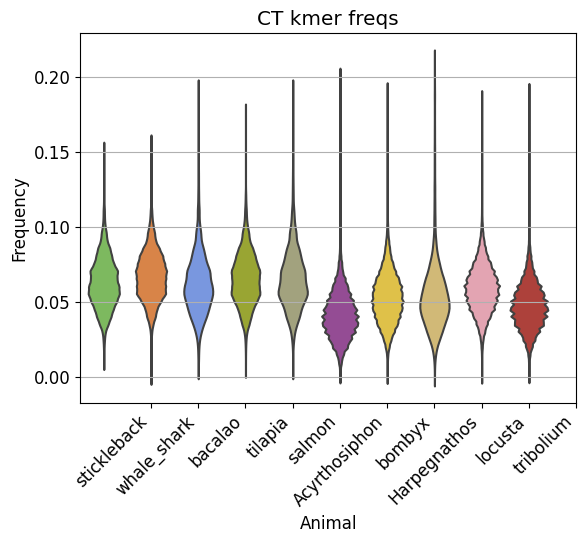 CT kmer freqs
Frequency
0.20
0.15
0.10
0.05
0.00
stickleback
whale_shark
bacalao
tilapia
salmon
Acyrthosiphon
bombyx
Harpegnathos
locusta
tribolium
Animal